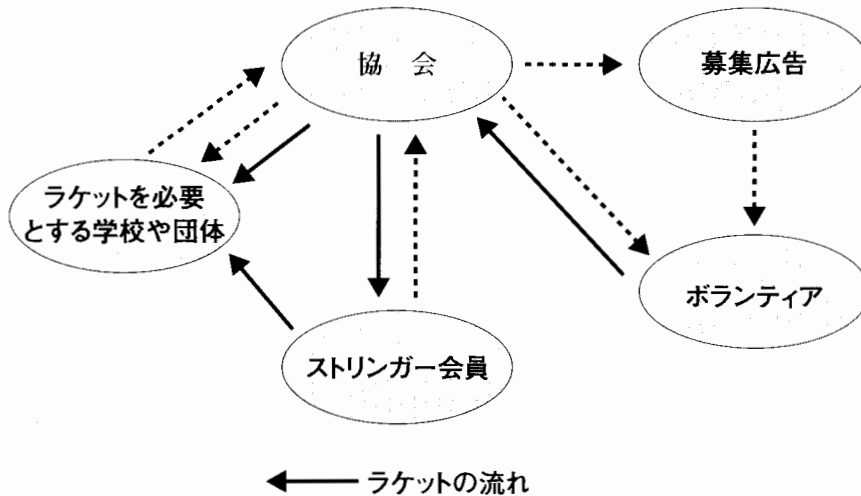 協 会
募集広告
ラケットを必要
とする学校や団体
ボランティア
ストリンガー会員
ラケットの流れ